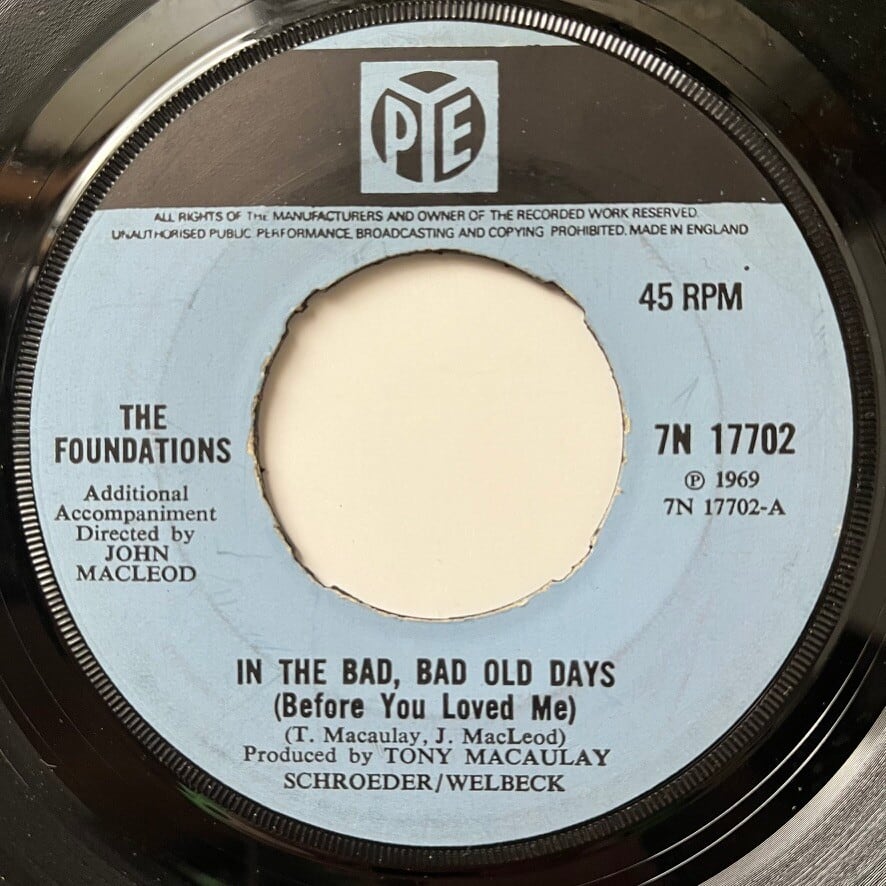 PYE
ALL RIGHTS OF THE MANUFACTURERS AND OWNER OF THE RECORDED WORK RESERVED.
UNAUTHORISED PUBLIC PERFORMANCE, BROADCASTING AND COPYING PROHIBITED. MADE IN ENGLAND
45 RPM
THE
FOUNDATIONS
Additional
Accompaniment
Directed by
JOHN
MACLEOD
7N 17702
℗ 1969
7N 17702-A
IN THE BAD, BAD OLD DAYS
(Before You Loved Me)
(T. Macaulay, J. MacLeod)
Produced by TONY MACAULAY
SCHROEDER/WELBECK